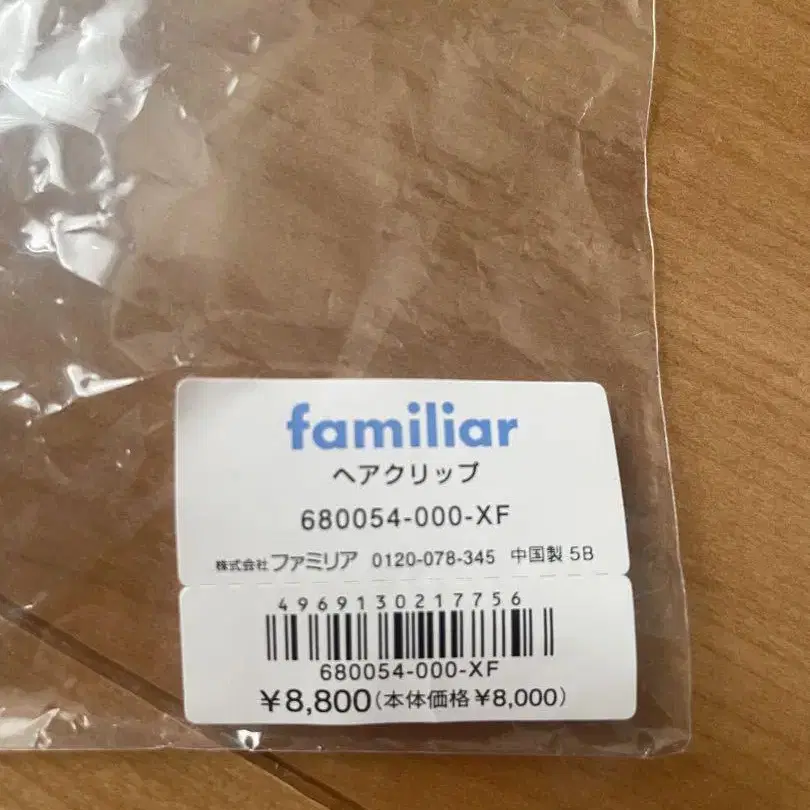 familiar
ヘアクリップ
680054-000-XF
株式会社ファミリア 0120-078-345 中国製 5B
4969130217756
680054-000-XF
¥8,800(本体価格¥8,000)